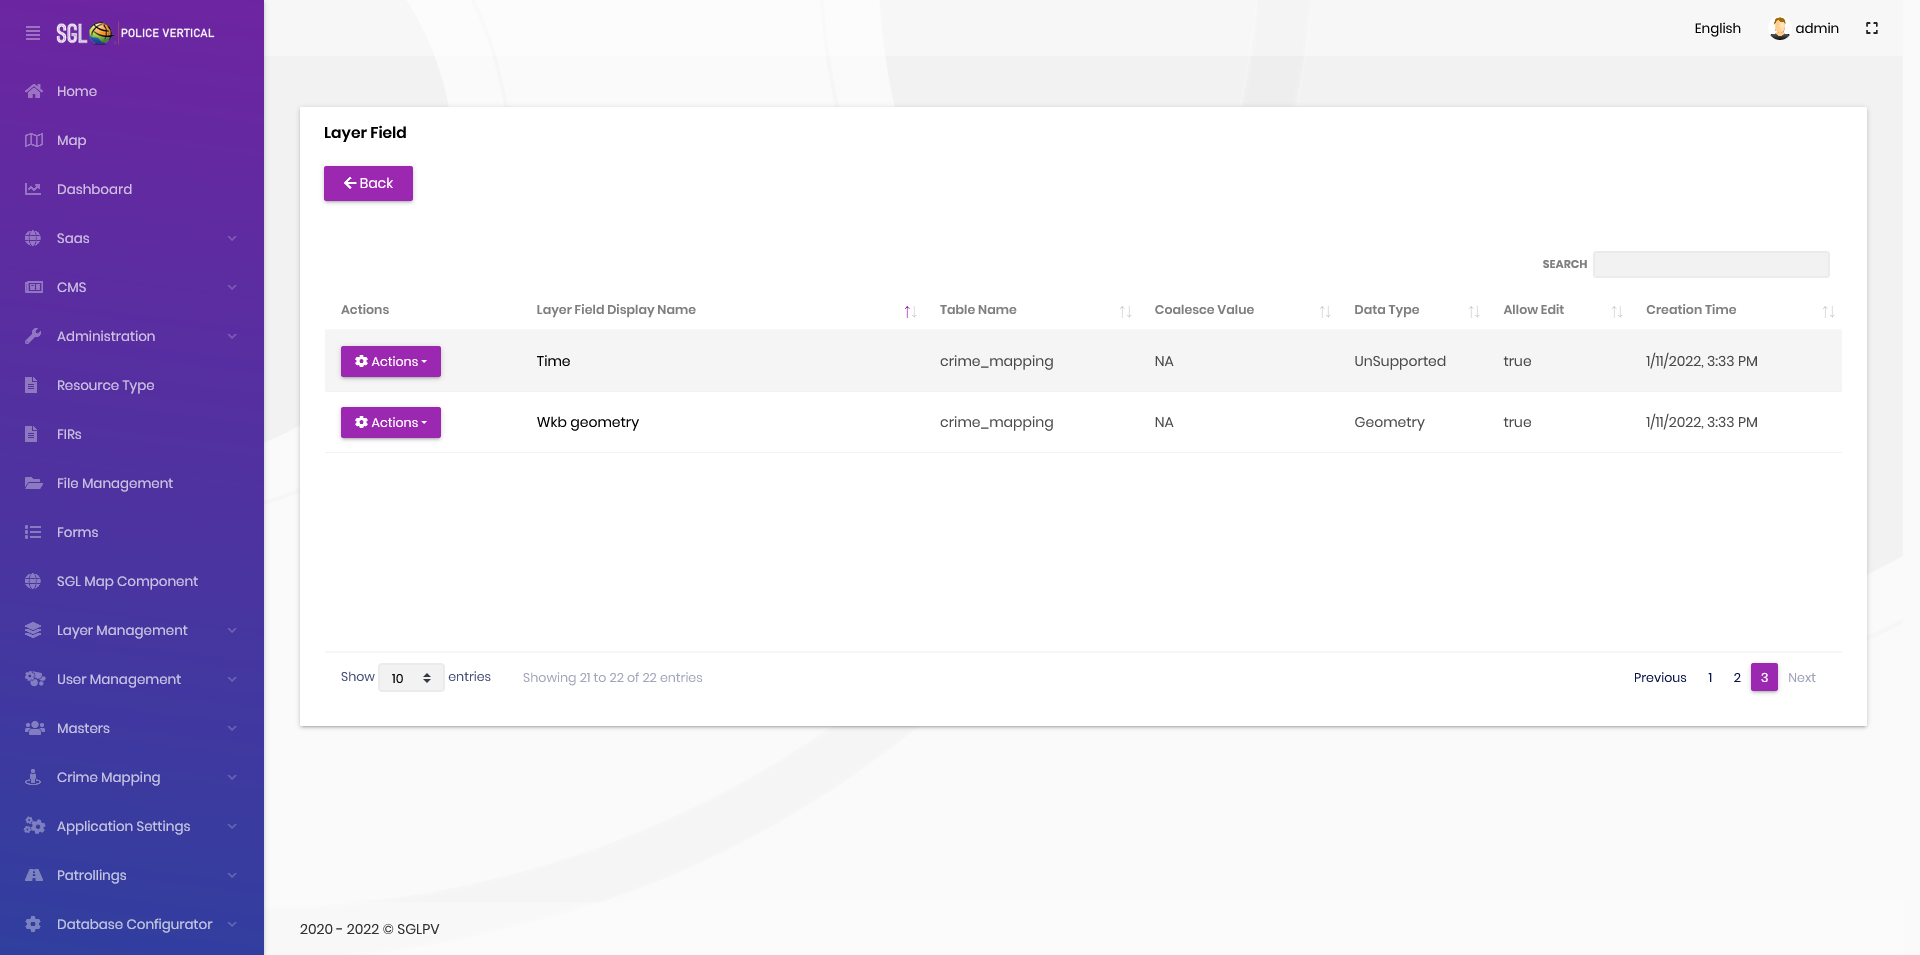 SGL POLICE VERTICAL
English
admin
Home
Map
Dashboard
Saas
CMS
Administration
Resource Type
FIRs
File Management
Forms
SGL Map Component
Layer Management
User Management
Masters
Crime Mapping
Application Settings
Patrollings
Database Configurator
Layer Field
Back
SEARCH
Actions Layer Field Display Name Table Name Coalesce Value Data Type Allow Edit Creation Time
Actions Time crime_mapping NA UnSupported true 1/11/2022, 3:33 PM
Actions Wkb geometry crime_mapping NA Geometry true 1/11/2022, 3:33 PM
Show 10 entries Showing 21 to 22 of 22 entries Previous 1 2 3 Next
2020 - 2022 © SGLPV